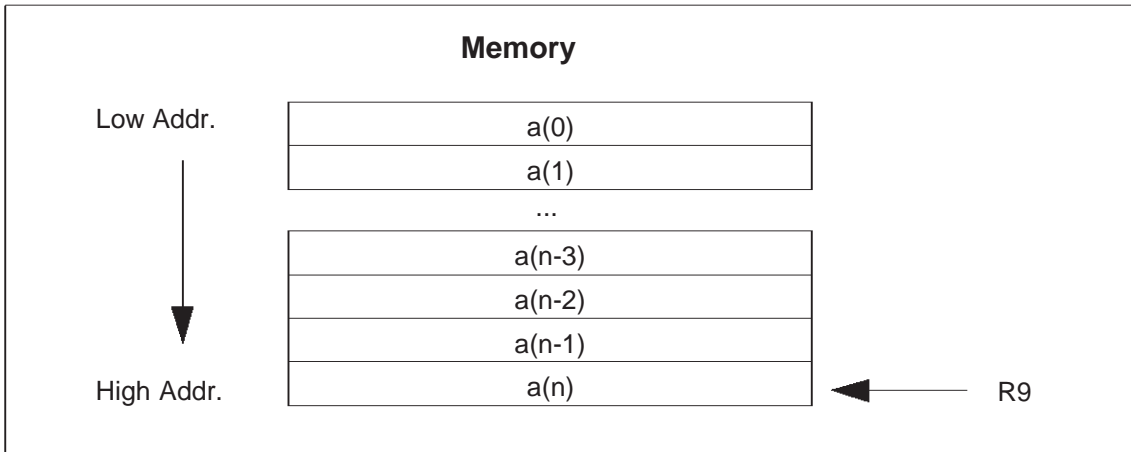 Memory
Low Addr.
a(0)
a(1)
...
a(n-3)
a(n-2)
a(n-1)
High Addr.
a(n)
R9